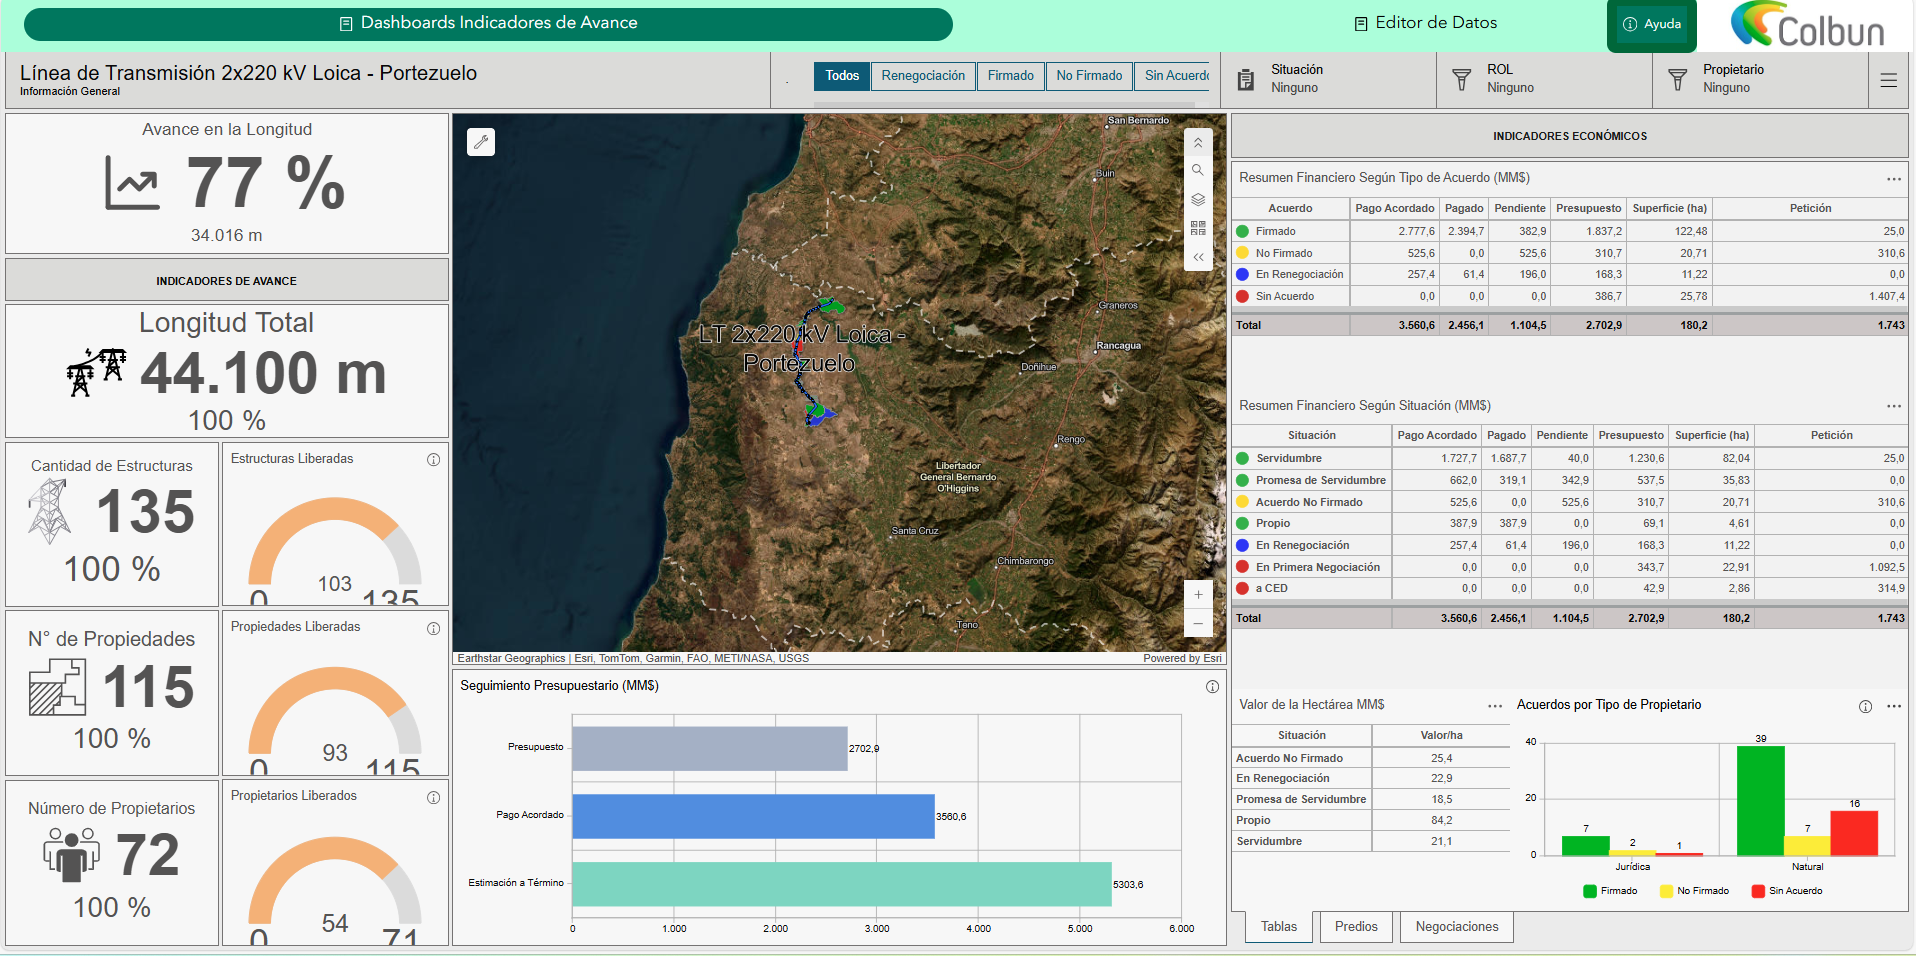 Dashboards Indicadores de Avance
Editor de Datos
Ayuda
Colbun
Línea de Transmisión 2x220 kV Loica - Portezuelo
Información General
Todos
Renegociación
Firmado
No Firmado
Sin Acuerdo
Situación
Ninguno
ROL
Ninguno
Propietario
Ninguno
Avance en la Longitud
77 %
34.016 m
INDICADORES DE AVANCE
Longitud Total
44.100 m
100 %
Cantidad de Estructuras
135
100 %
Estructuras Liberadas
103
0 135
N° de Propiedades
115
100 %
Propiedades Liberadas
93
0 115
Número de Propietarios
72
100 %
Propietarios Liberados
54
0 71
San Bernardo
Buin
Graneros
LT 2x220 kV Loica -
Portezuelo
Rancagua
Doñihue
Rengo
Libertador
General Bernardo
O'Higgins
Santa Cruz
Chimbarongo
Teno
Earthstar Geographics | Esri, TomTom, Garmin, FAO, METI/NASA, USGS
Powered by Esri
Seguimiento Presupuestario (MM$)
Presupuesto 2702,9
Pago Acordado 3560,6
Estimación a Término 5303,6
0 1.000 2.000 3.000 4.000 5.000 6.000
INDICADORES ECONÓMICOS
Resumen Financiero Según Tipo de Acuerdo (MM$)
Acuerdo Pago Acordado Pagado Pendiente Presupuesto Superficie (ha) Petición
Firmado 2.777,6 2.394,7 382,9 1.837,2 122,48 25,0
No Firmado 525,6 0,0 525,6 310,7 20,71 310,6
En Renegociación 257,4 61,4 196,0 168,3 11,22 0,0
Sin Acuerdo 0,0 0,0 0,0 386,7 25,78 1.407,4
Total 3.560,6 2.456,1 1.104,5 2.702,9 180,2 1.743
Resumen Financiero Según Situación (MM$)
Situación Pago Acordado Pagado Pendiente Presupuesto Superficie (ha) Petición
Servidumbre 1.727,7 1.687,7 40,0 1.230,6 82,04 25,0
Promesa de Servidumbre 662,0 319,1 342,9 537,5 35,83 0,0
Acuerdo No Firmado 525,6 0,0 525,6 310,7 20,71 310,6
Propio 387,9 387,9 0,0 69,1 4,61 0,0
En Renegociación 257,4 61,4 196,0 168,3 11,22 0,0
En Primera Negociación 0,0 0,0 0,0 343,7 22,91 1.092,5
a CED 0,0 0,0 0,0 42,9 2,86 314,9
Total 3.560,6 2.456,1 1.104,5 2.702,9 180,2 1.743
Valor de la Hectárea MM$
Situación Valor/ha
Acuerdo No Firmado 25,4
En Renegociación 22,9
Promesa de Servidumbre 18,5
Propio 84,2
Servidumbre 21,1
Acuerdos por Tipo de Propietario
40
20
0
7 2 1
39 7 16
Jurídica Natural
Firmado No Firmado Sin Acuerdo
Tablas
Predios
Negociaciones